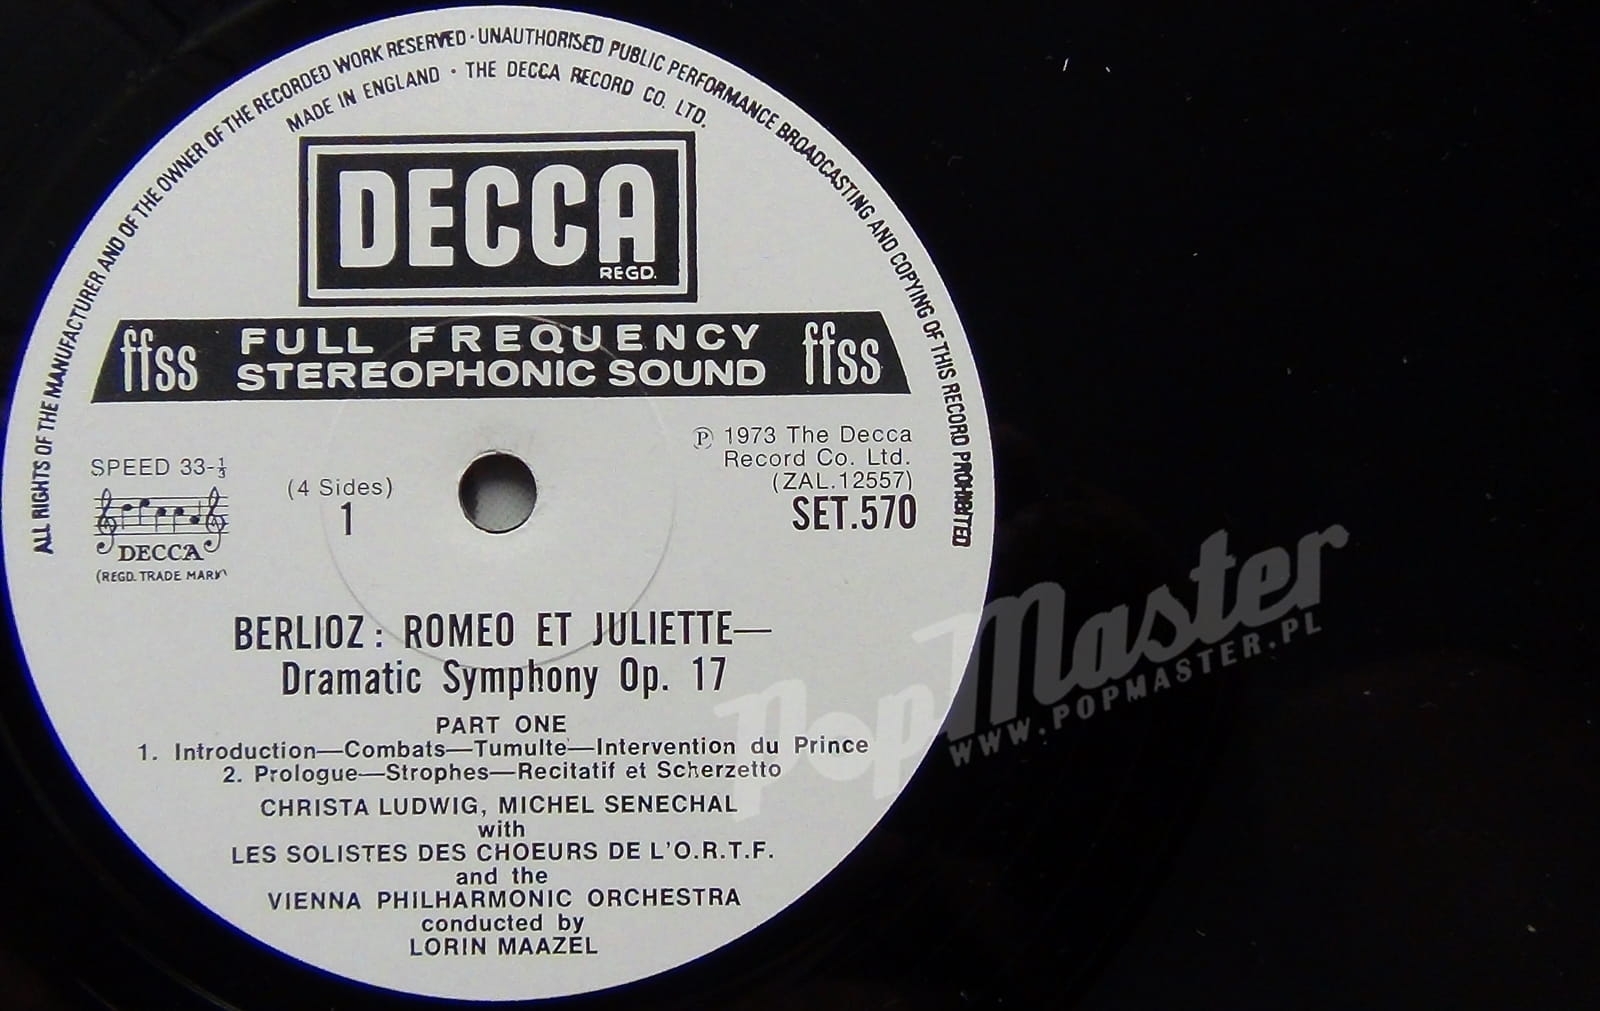 ALL RIGHTS OF THE MANUFACTURER AND OF THE OWNER OF THE RECORDED WORK RESERVED · UNAUTHORISED PUBLIC PERFORMANCE BROADCASTING AND COPYING OF THIS RECORD PROHIBITED
MADE IN ENGLAND · THE DECCA RECORD CO. LTD.
DECCA
REGD.
ffss FULL FREQUENCY ffss
STEREOPHONIC SOUND
SPEED 33-⅓
DECCA
(REGD. TRADE MARK)
(4 Sides)
1
Ⓟ 1973 The Decca
Record Co. Ltd.
(ZAL.12557)
SET.570
BERLIOZ: ROMEO ET JULIETTE—
Dramatic Symphony Op. 17
PART ONE
1. Introduction—Combats—Tumulte—Intervention du Prince
2. Prologue—Strophes—Recitatif et Scherzetto
CHRISTA LUDWIG, MICHEL SENECHAL
with
LES SOLISTES DES CHOEURS DE L'O.R.T.F.
and the
VIENNA PHILHARMONIC ORCHESTRA
conducted by
LORIN MAAZEL
PopMaster
WWW.POPMASTER.PL